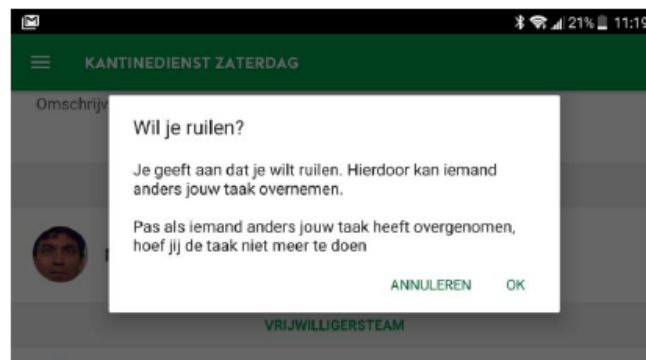 21% 11:19
KANTINEDIENST ZATERDAG
Omschrijv
Wil je ruilen?
Je geeft aan dat je wilt ruilen. Hierdoor kan iemand
anders jouw taak overnemen.
Pas als iemand anders jouw taak heeft overgenomen,
hoef jij de taak niet meer te doen
ANNULEREN OK
VRIJWILLIGERSTEAM